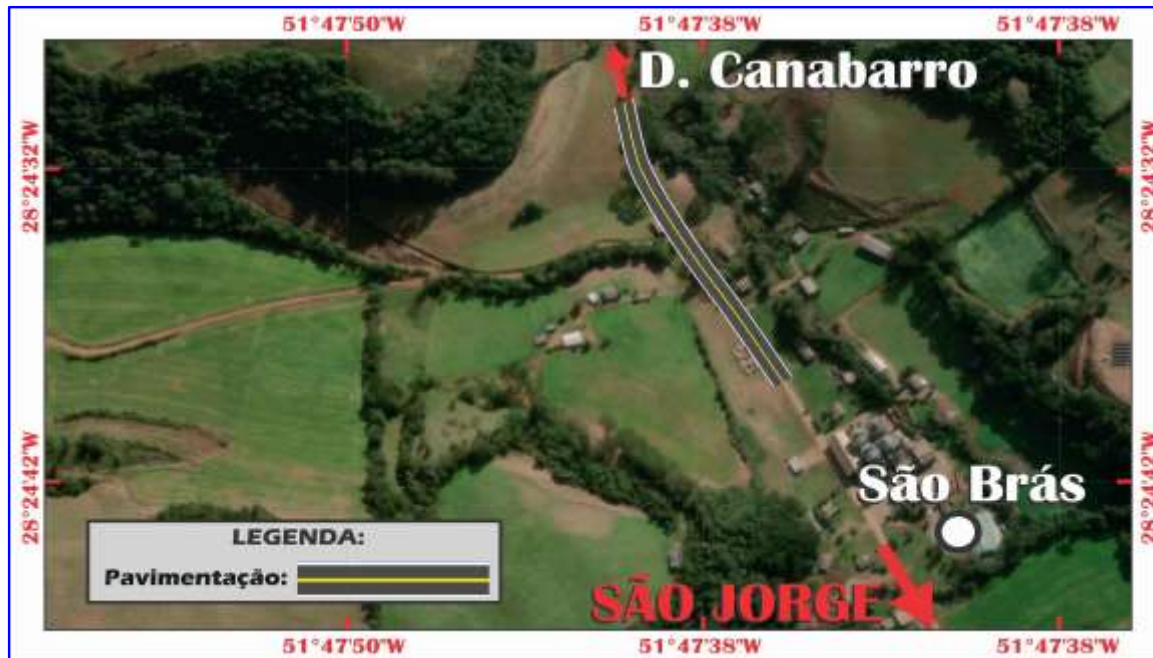 51°47'50"W 51°47'38"W 51°47'38"W
D. Canabarro
28°24'32"W 28°24'32"W
São Brás
28°24'42"W 28°24'42"W
LEGENDA:
Pavimentação:
SÃO JORGE
51°47'50"W 51°47'38"W 51°47'38"W